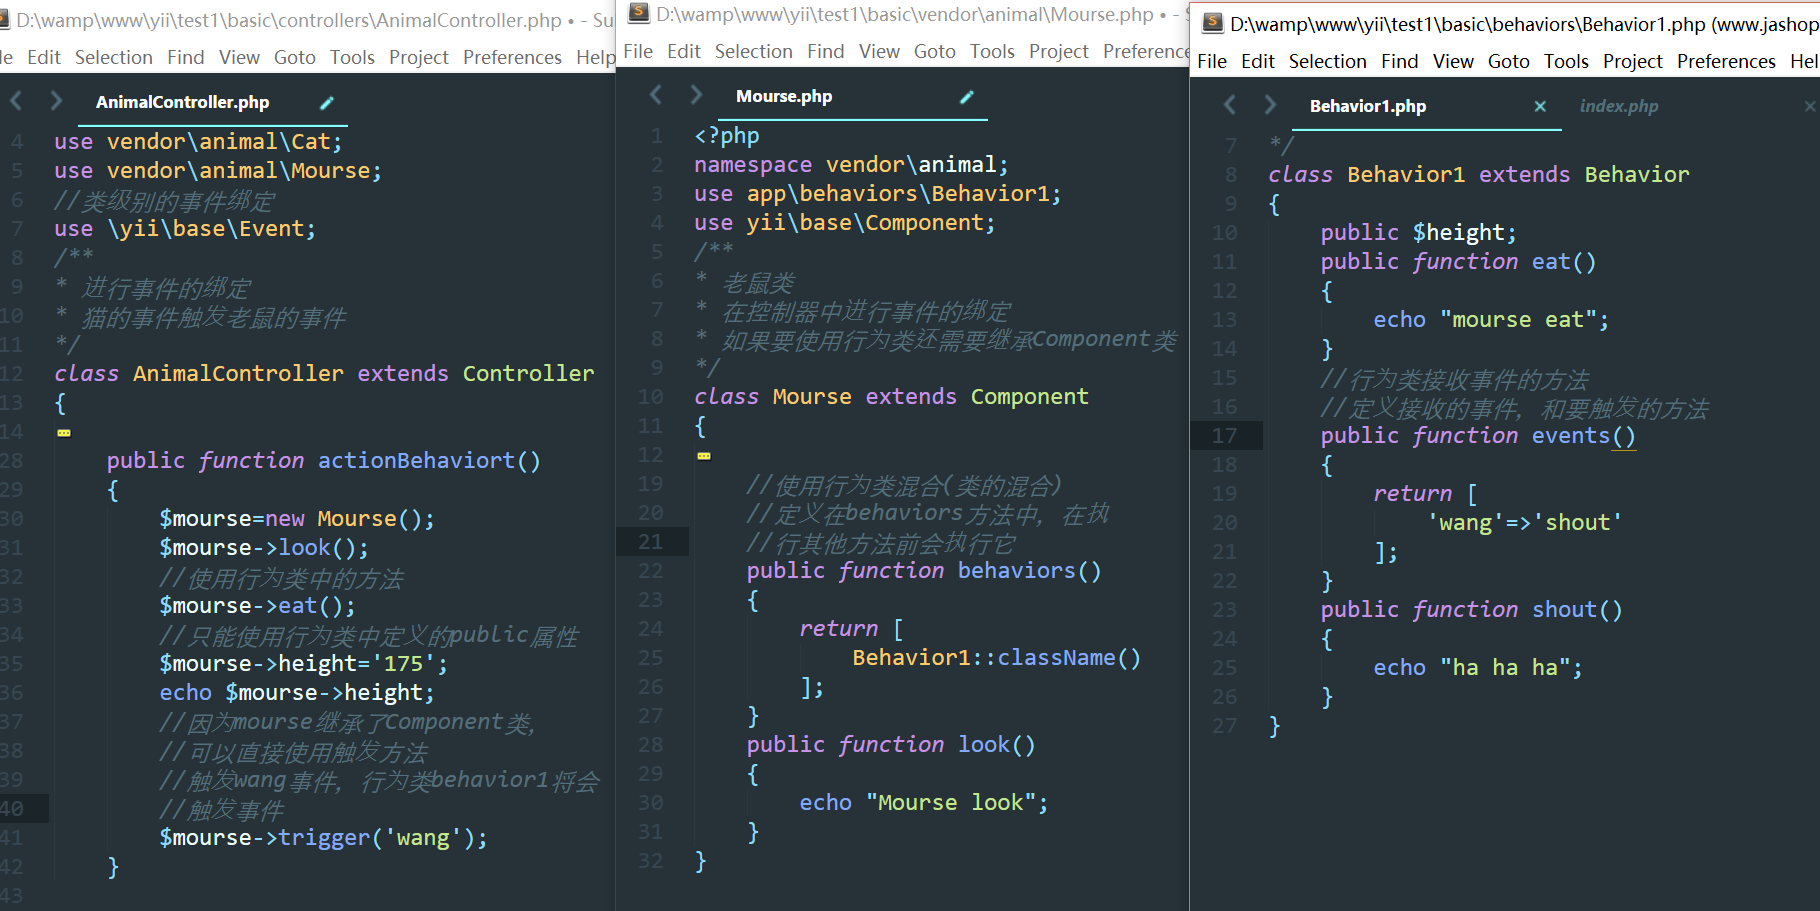 D:\wamp\www\yii\test1\basic\controllers\AnimalController.php • - Su
le Edit Selection Find View Goto Tools Project Preferences Help
AnimalController.php
4 use vendor\animal\Cat;
5 use vendor\animal\Mourse;
6 //类级别的事件绑定
7 use \yii\base\Event;
8 /**
9 * 进行事件的绑定
10 * 猫的事件触发老鼠的事件
11 */
12 class AnimalController extends Controller
13 {
14
28 public function actionBehaviort()
29 {
30 $mourse=new Mourse();
31 $mourse->look();
32 //使用行为类中的方法
33 $mourse->eat();
34 //只能使用行为类中定义的public属性
35 $mourse->height='175';
36 echo $mourse->height;
37 //因为mourse继承了Component类,
38 //可以直接使用触发方法
39 //触发wang事件, 行为类behavior1将会
40 //触发事件
41 $mourse->trigger('wang');
42 }
43
D:\wamp\www\yii\test1\basic\vendor\animal\Mourse.php • - S
File Edit Selection Find View Goto Tools Project Preference
Mourse.php
1 <?php
2 namespace vendor\animal;
3 use app\behaviors\Behavior1;
4 use yii\base\Component;
5 /**
6 * 老鼠类
7 * 在控制器中进行事件的绑定
8 * 如果要使用行为类还需要继承Component类
9 */
10 class Mourse extends Component
11 {
12
19 //使用行为类混合(类的混合)
20 //定义在behaviors方法中, 在执
21 //行其他方法前会执行它
22 public function behaviors()
23 {
24 return [
25 Behavior1::className()
26 ];
27 }
28 public function look()
29 {
30 echo "Mourse look";
31 }
32 }
D:\wamp\www\yii\test1\basic\behaviors\Behavior1.php (www.jashop
File Edit Selection Find View Goto Tools Project Preferences Hel
Behavior1.php index.php
7 */
8 class Behavior1 extends Behavior
9 {
10 public $height;
11 public function eat()
12 {
13 echo "mourse eat";
14 }
15 //行为类接收事件的方法
16 //定义接收的事件, 和要触发的方法
17 public function events()
18 {
19 return [
20 'wang'=>'shout'
21 ];
22 }
23 public function shout()
24 {
25 echo "ha ha ha";
26 }
27 }